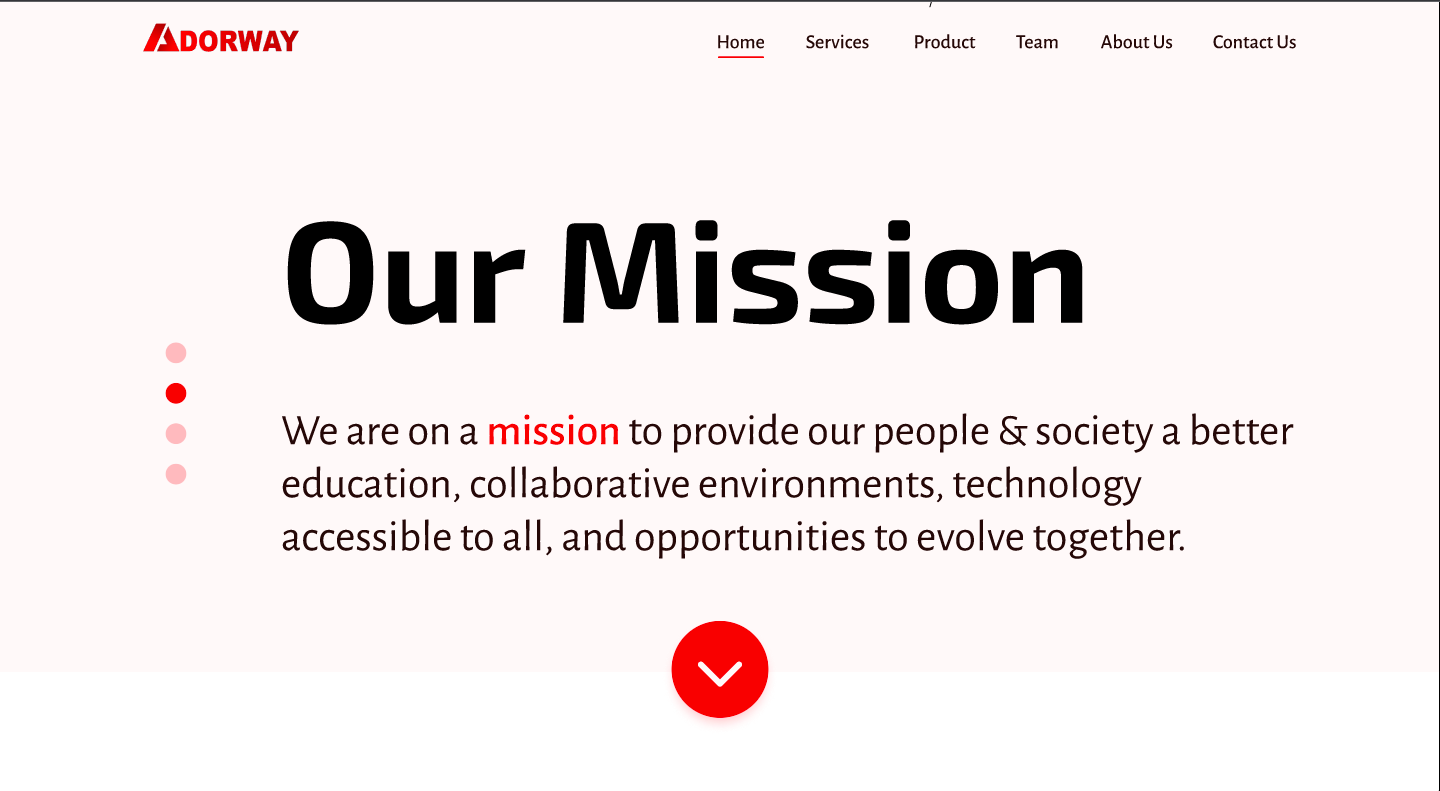 ADORWAY
Home Services Product Team About Us Contact Us
Our Mission
We are on a mission to provide our people & society a better
education, collaborative environments, technology
accessible to all, and opportunities to evolve together.